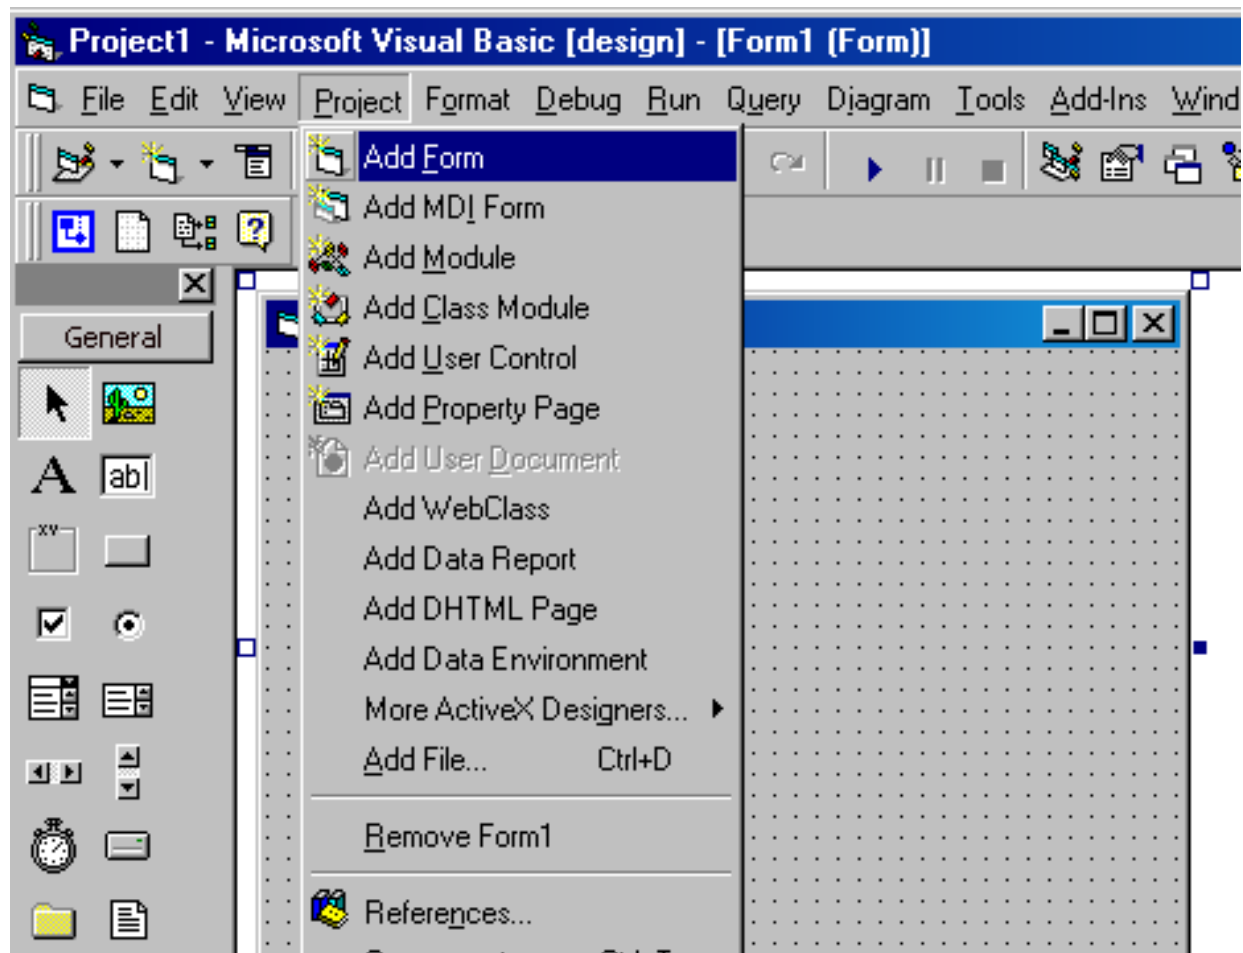 Project1 - Microsoft Visual Basic [design] - [Form1 (Form)]
File Edit View Project Format Debug Run Query Diagram Tools Add-Ins Wind
Add Form
Add MDI Form
Add Module
Add Class Module
General
Add User Control
Add Property Page
Add User Document
A abl
Add WebClass
xv
Add Data Report
Add DHTML Page
Add Data Environment
More ActiveX Designers...
Add File... Ctrl+D
Remove Form1
References...